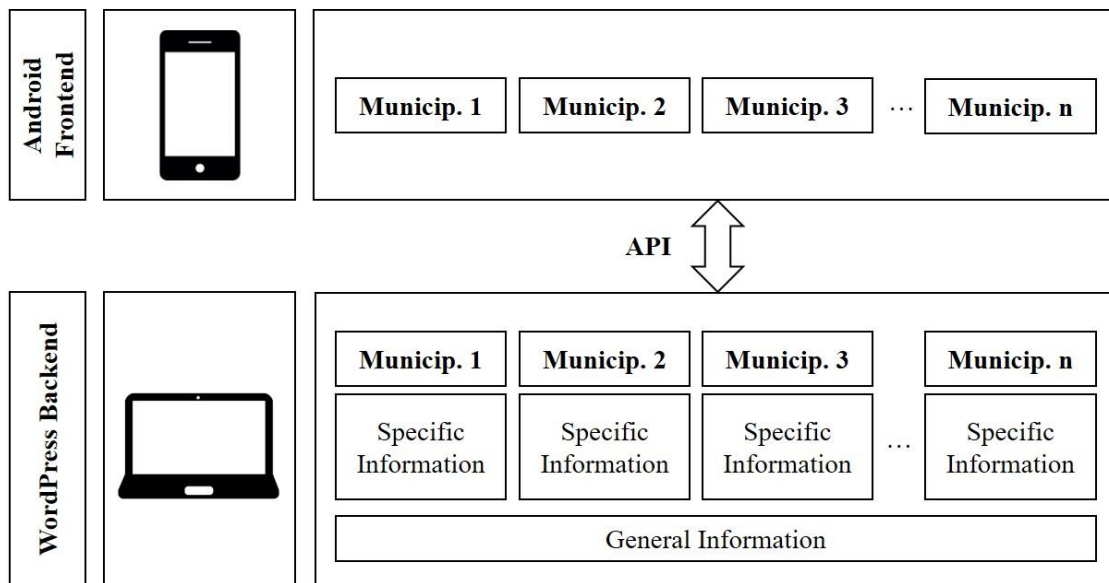 Android
Frontend
Municip. 1
Municip. 2
Municip. 3
...
Municip. n
API
WordPress Backend
Municip. 1
Municip. 2
Municip. 3
Municip. n
Specific
Information
Specific
Information
Specific
Information
...
Specific
Information
General Information